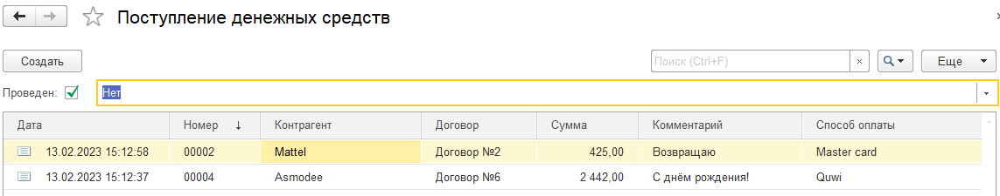 Поступление денежных средств
Создать
Поиск (Ctrl+F)
×
Еще
Проведен:
Нет
Дата Номер ↓ Контрагент Договор Сумма Комментарий Способ оплаты
13.02.2023 15:12:58 00002 Mattel Договор №2 425,00 Возвращаю Master card
13.02.2023 15:12:37 00004 Asmodee Договор №6 2 442,00 С днём рождения! Quwi